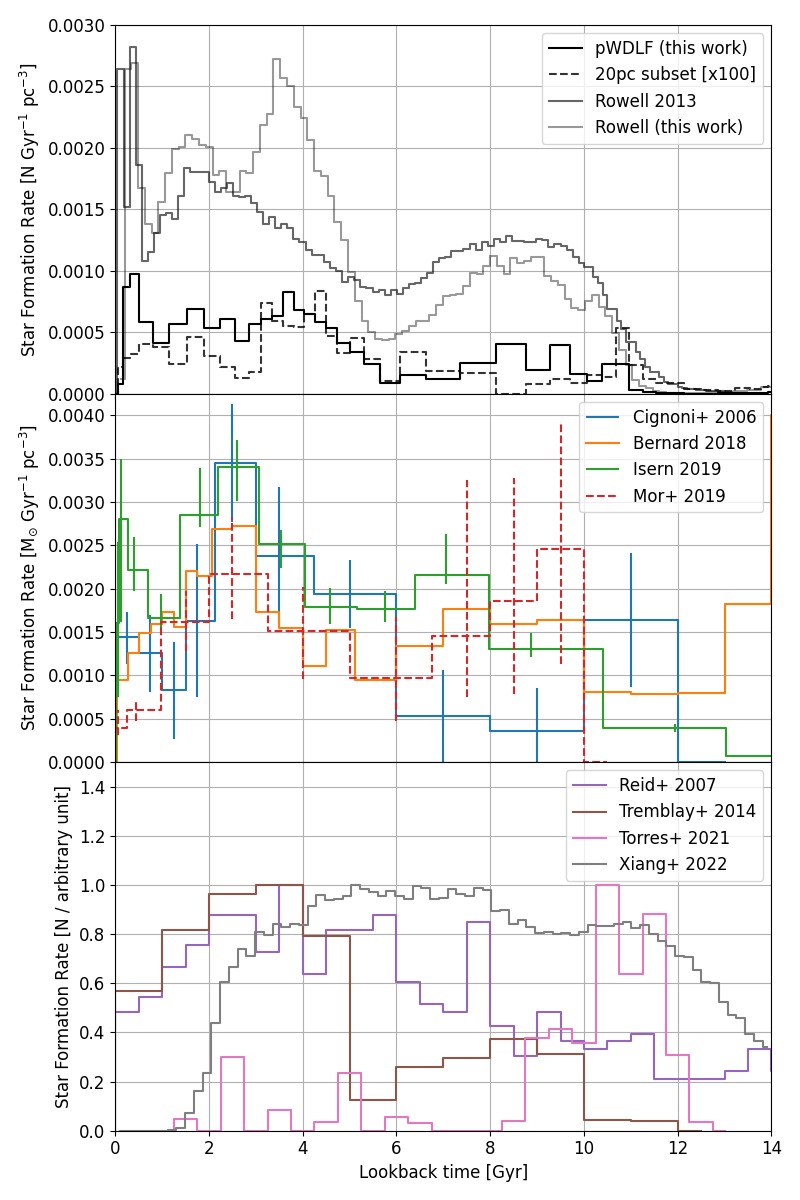 0.0030
0.0025
0.0020
0.0015
0.0010
0.0005
0.0000
Star Formation Rate [N Gyr⁻¹ pc⁻³]
pWDLF (this work)
20pc subset [x100]
Rowell 2013
Rowell (this work)
0.0040
0.0035
0.0030
0.0025
0.0020
0.0015
0.0010
0.0005
0.0000
Star Formation Rate [M⊙ Gyr⁻¹ pc⁻³]
Cignoni+ 2006
Bernard 2018
Isern 2019
Mor+ 2019
1.4
1.2
1.0
0.8
0.6
0.4
0.2
0.0
Star Formation Rate [N / arbitrary unit]
Reid+ 2007
Tremblay+ 2014
Torres+ 2021
Xiang+ 2022
0 2 4 6 8 10 12 14
Lookback time [Gyr]